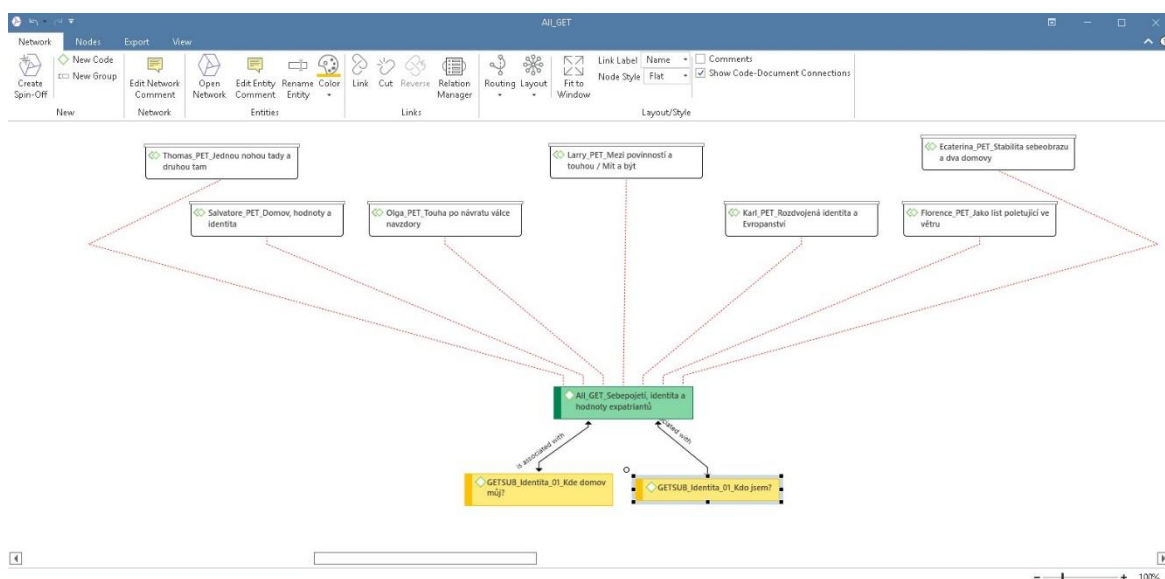 All_GET
Network Nodes Export View
Create Spin-Off
New Code
New Group
New
Edit Network Comment
Network
Open Network
Edit Entity Comment
Rename Entity
Color
Entities
Link
Cut
Reverse
Relation Manager
Links
Routing
Layout
Fit to Window
Link Label Name
Node Style Flat
Comments
Show Code-Document Connections
Layout/Style
Thomas_PET_Jednou nohou tady a
druhou tam
Larry_PET_Mezi povinností a
touhou / Mít a být
Ecaterina_PET_Stabilita sebeobrazu
a dva domovy
Salvatore_PET_Domov, hodnoty a
identita
Olga_PET_Touha po návratu válce
navzdory
Karl_PET_Rozdvojená identita a
Evropanství
Florence_PET_Jako list poletující ve
větru
All_GET_Sebepojetí, identita a
hodnoty expatriantů
is associated with
sociated with
GETSUB_Identita_01_Kde domov
můj?
GETSUB_Identita_01_Kdo jsem?
100%